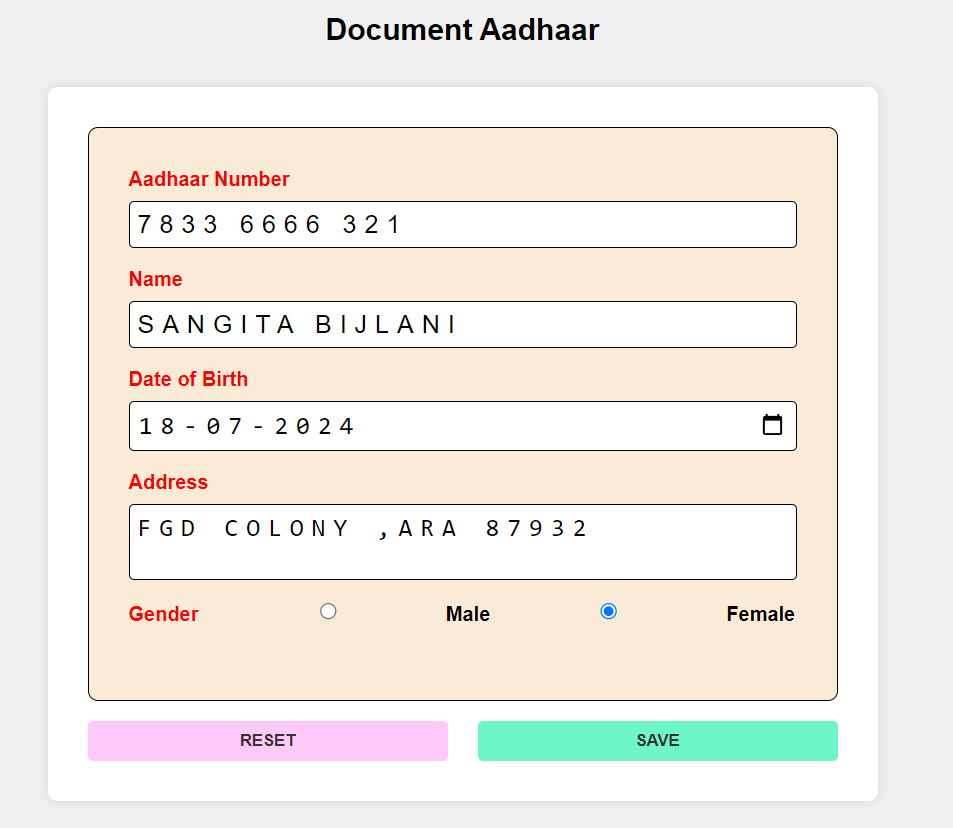 Document Aadhaar
Aadhaar Number
7833 6666 321
Name
SANGITA BIJLANI
Date of Birth
18-07-2024
Address
FGD COLONY ,ARA 87932
Gender Male Female
RESET SAVE